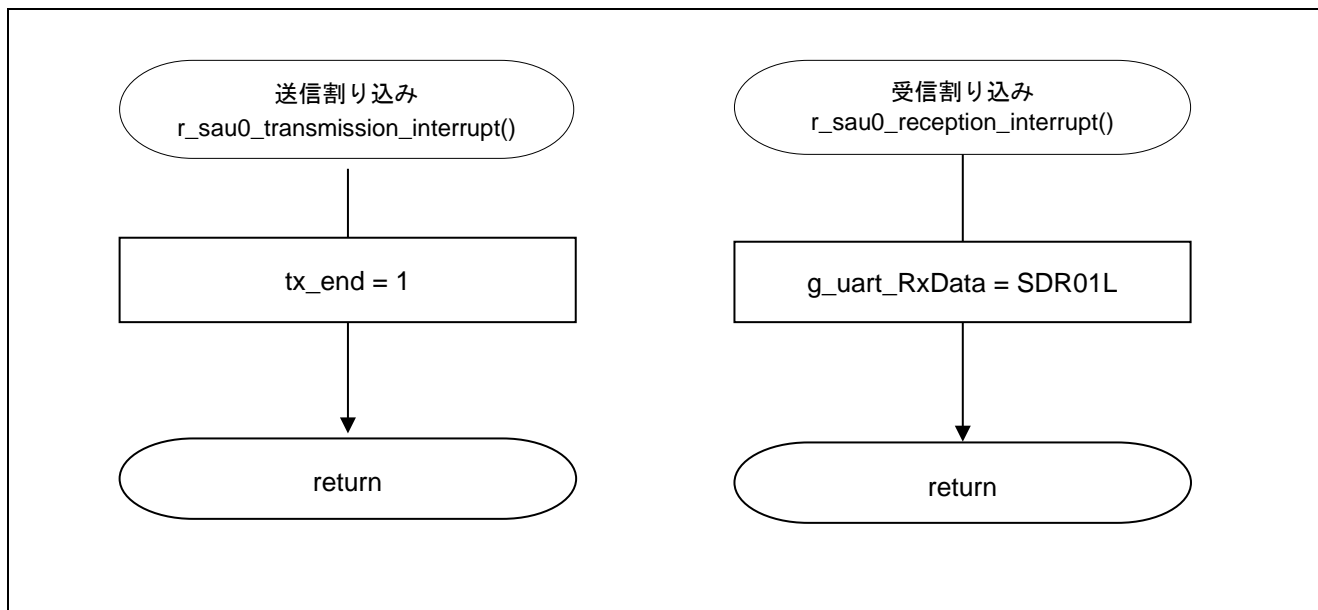 送信割り込み
r_sau0_transmission_interrupt()
tx_end = 1
return
受信割り込み
r_sau0_reception_interrupt()
g_uart_RxData = SDR01L
return